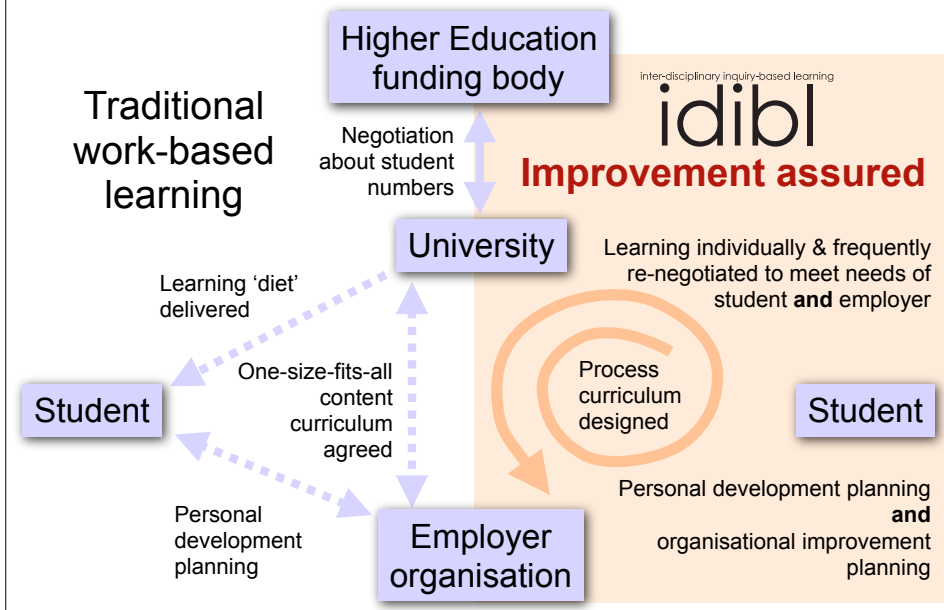 Higher Education
funding body
Traditional
work-based
learning
Negotiation
about student
numbers
inter-disciplinary inquiry-based learning
idibl
Improvement assured
University
Learning individually & frequently
re-negotiated to meet needs of
student and employer
Learning ‘diet’
delivered
One-size-fits-all
content
curriculum
agreed
Process
curriculum
designed
Student
Student
Personal
development
planning
Employer
organisation
Personal development planning
and
organisational improvement
planning